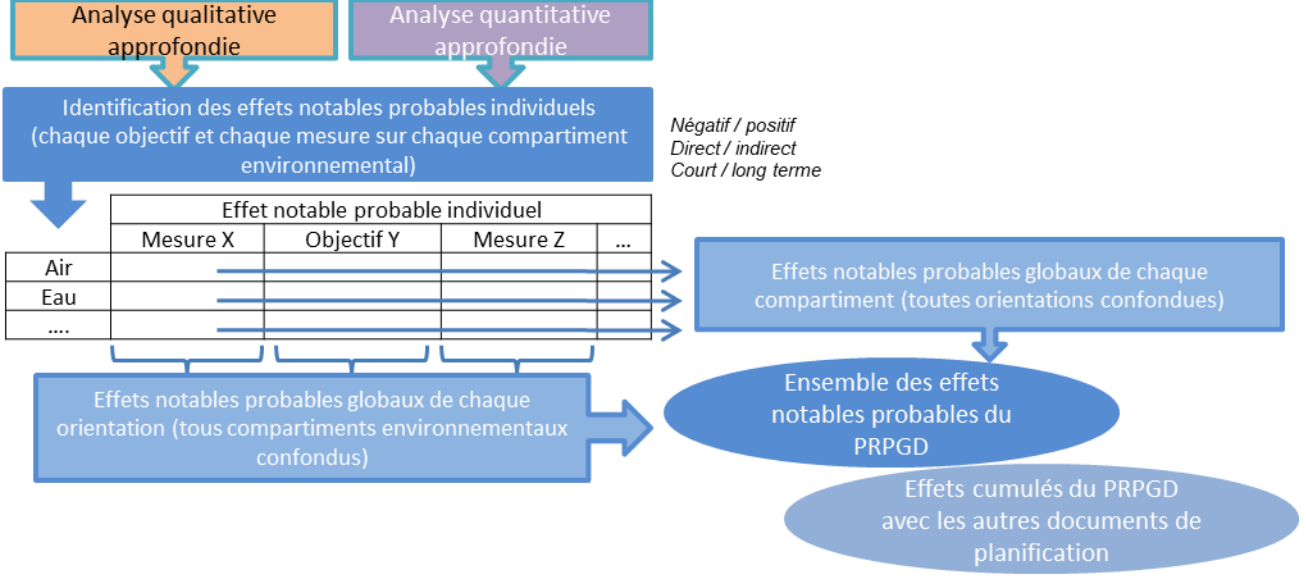 Analyse qualitative
approfondie
Analyse quantitative
approfondie
Identification des effets notables probables individuels
(chaque objectif et chaque mesure sur chaque compartiment
environnemental)
Négatif / positif
Direct / indirect
Court / long terme
Effet notable probable individuel
Mesure X Objectif Y Mesure Z ...
Air
Eau
....
Effets notables probables globaux de chaque
compartiment (toutes orientations confondues)
Effets notables probables globaux de chaque
orientation (tous compartiments environnementaux
confondus)
Ensemble des effets
notables probables du
PRPGD
Effets cumulés du PRPGD
avec les autres documents de
planification